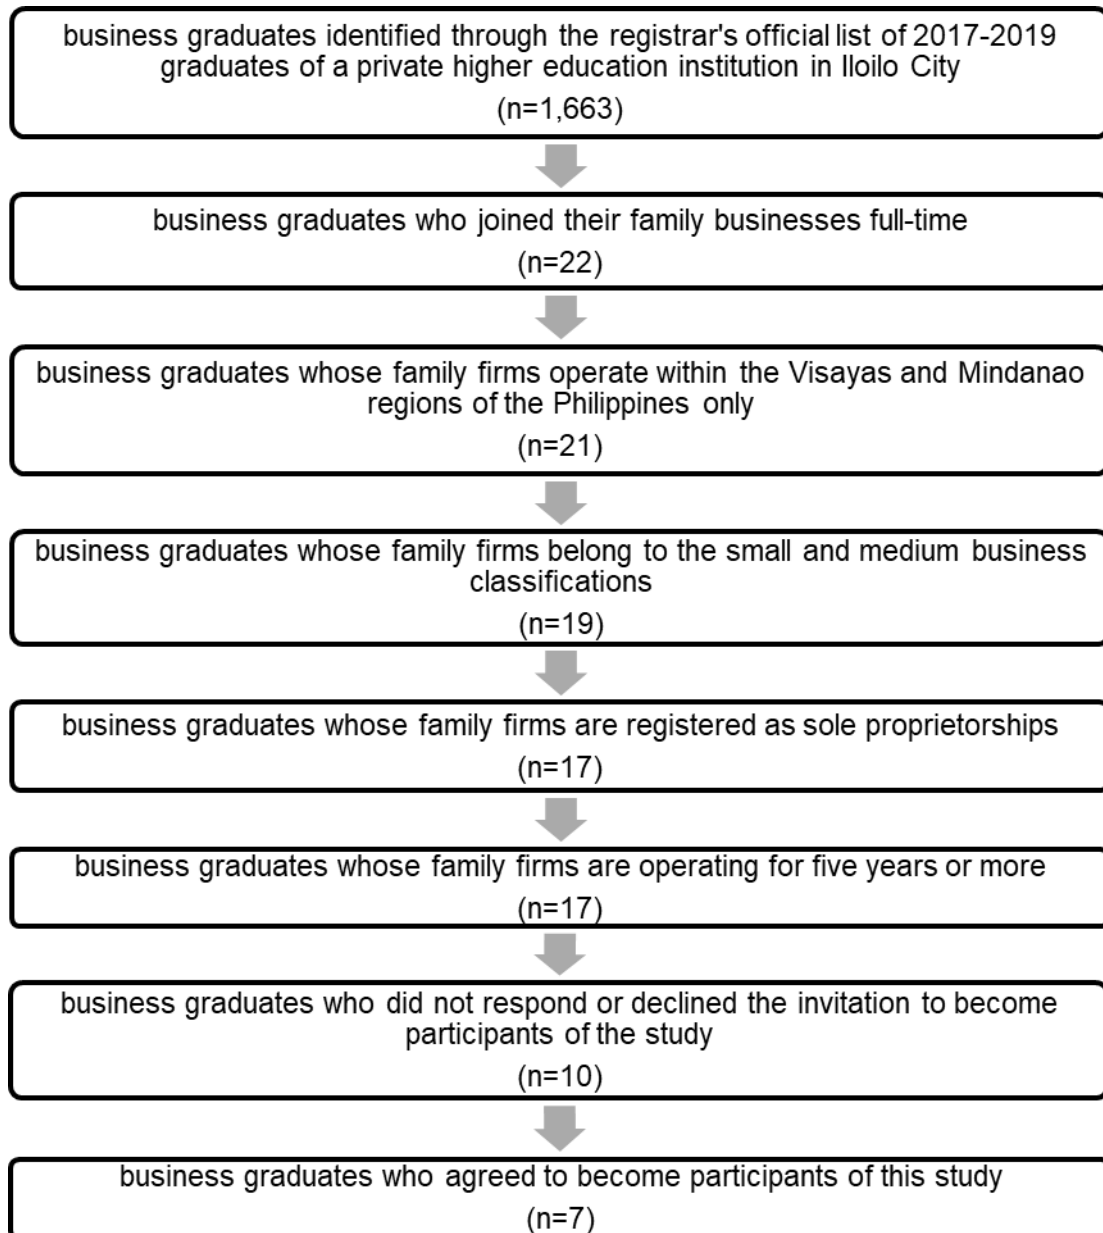 business graduates identified through the registrar's official list of 2017-2019
graduates of a private higher education institution in Iloilo City
(n=1,663)
business graduates who joined their family businesses full-time
(n=22)
business graduates whose family firms operate within the Visayas and Mindanao
regions of the Philippines only
(n=21)
business graduates whose family firms belong to the small and medium business
classifications
(n=19)
business graduates whose family firms are registered as sole proprietorships
(n=17)
business graduates whose family firms are operating for five years or more
(n=17)
business graduates who did not respond or declined the invitation to become
participants of the study
(n=10)
business graduates who agreed to become participants of this study
(n=7)